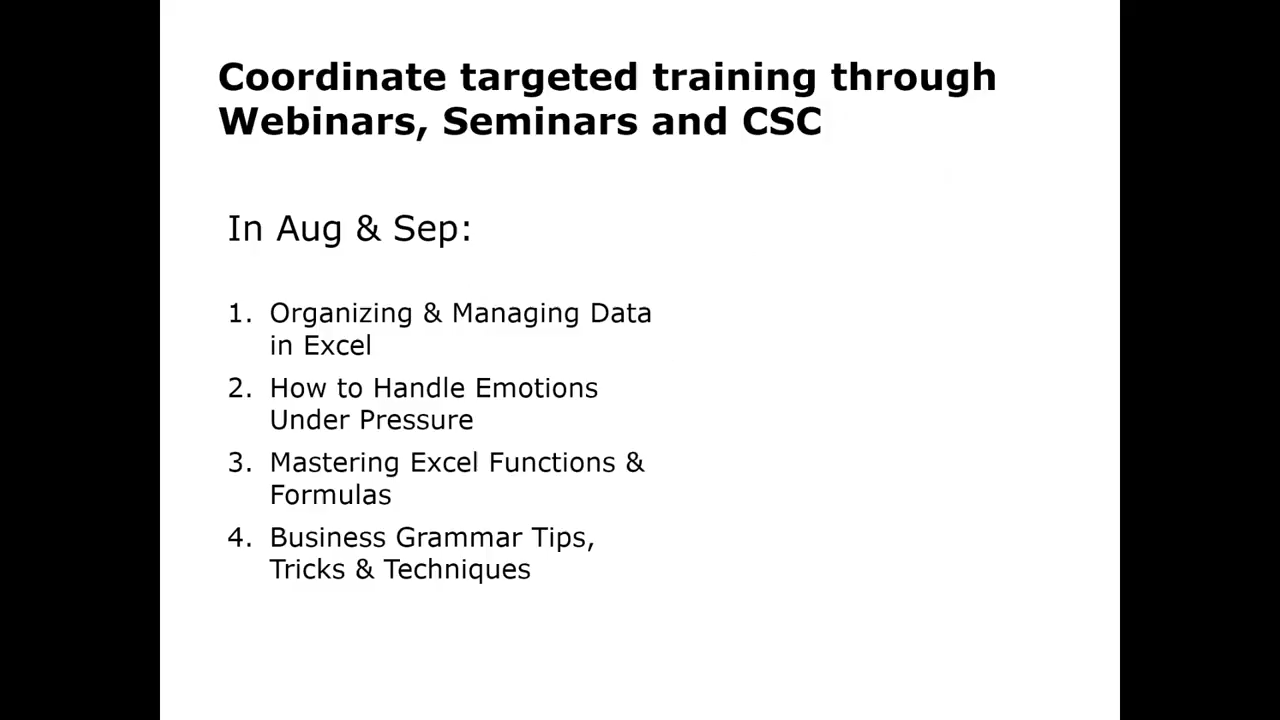 Coordinate targeted training through
Webinars, Seminars and CSC
In Aug & Sep:
1. Organizing & Managing Data
in Excel
2. How to Handle Emotions
Under Pressure
3. Mastering Excel Functions &
Formulas
4. Business Grammar Tips,
Tricks & Techniques